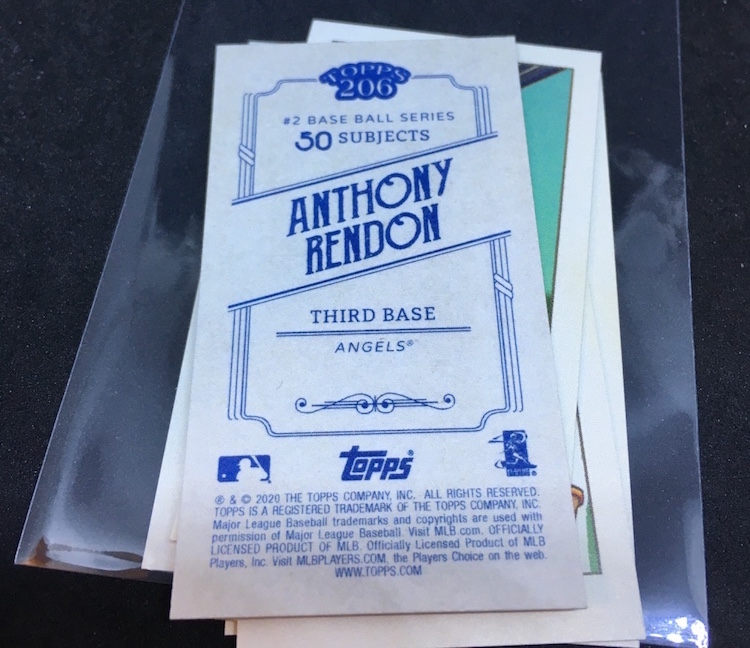 TOPPS
206
#2 BASE BALL SERIES
50 SUBJECTS
ANTHONY
RENDON
THIRD BASE
ANGELS®
topps®
® & © 2020 THE TOPPS COMPANY, INC. ALL RIGHTS RESERVED.
TOPPS IS A REGISTERED TRADEMARK OF THE TOPPS COMPANY, INC.
Major League Baseball trademarks and copyrights are used with
permission of Major League Baseball. Visit MLB.com. OFFICIALLY
LICENSED PRODUCT OF MLB. Officially Licensed Product of MLB
Players, Inc. Visit MLBPLAYERS.COM, the Players Choice on the web.
WWW.TOPPS.COM